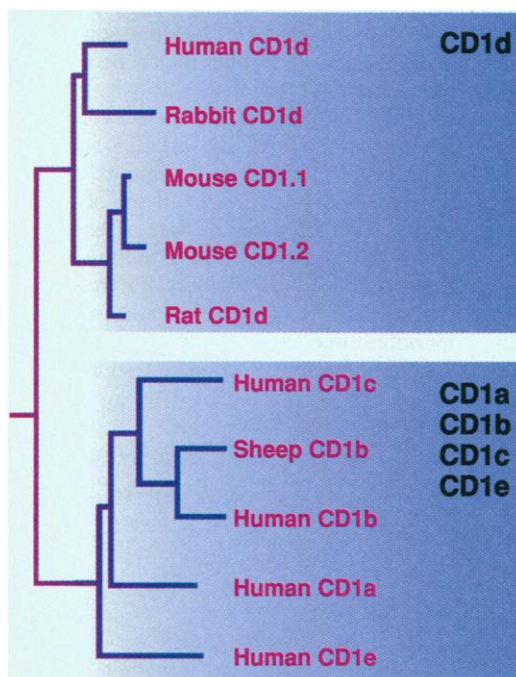 Human CD1d
CD1d
Rabbit CD1d
Mouse CD1.1
Mouse CD1.2
Rat CD1d
Human CD1c
CD1a
CD1b
CD1c
CD1e
Sheep CD1b
Human CD1b
Human CD1a
Human CD1e